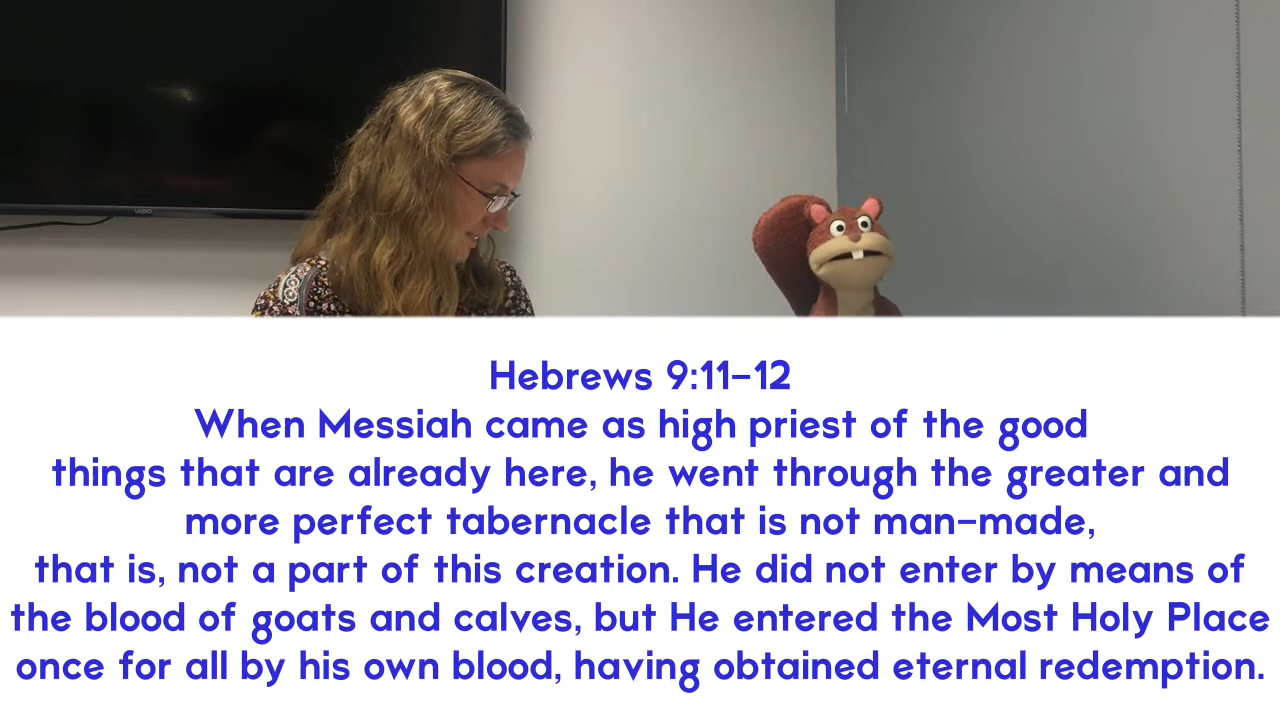 VIZIO
Hebrews 9:11-12
When Messiah came as high priest of the good
things that are already here, he went through the greater and
more perfect tabernacle that is not man-made,
that is, not a part of this creation. He did not enter by means of
the blood of goats and calves, but He entered the Most Holy Place
once for all by his own blood, having obtained eternal redemption.